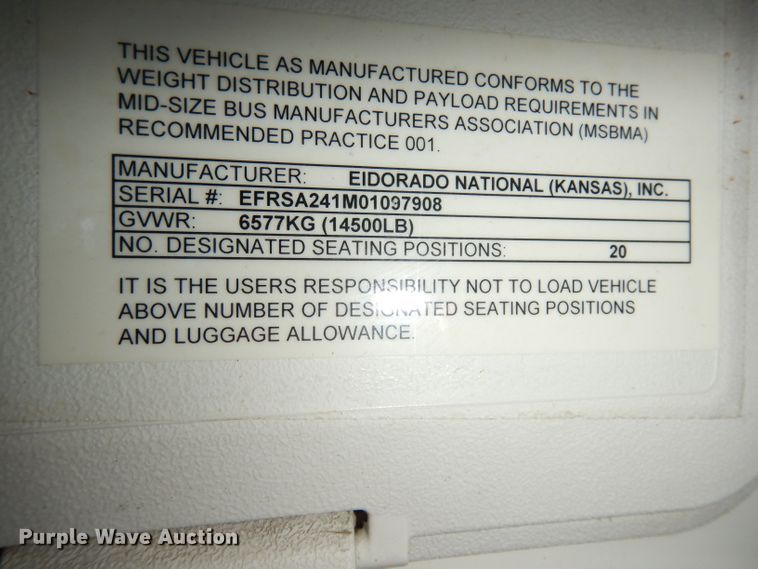 THIS VEHICLE AS MANUFACTURED CONFORMS TO THE
WEIGHT DISTRIBUTION AND PAYLOAD REQUIREMENTS IN
MID-SIZE BUS MANUFACTURERS ASSOCIATION (MSBMA)
RECOMMENDED PRACTICE 001.
MANUFACTURER: EIDORADO NATIONAL (KANSAS), INC.
SERIAL #: EFRSA241M01097908
GVWR: 6577KG (14500LB)
NO. DESIGNATED SEATING POSITIONS: 20
IT IS THE USERS RESPONSIBILITY NOT TO LOAD VEHICLE
ABOVE NUMBER OF DESIGNATED SEATING POSITIONS
AND LUGGAGE ALLOWANCE.
Purple Wave Auction